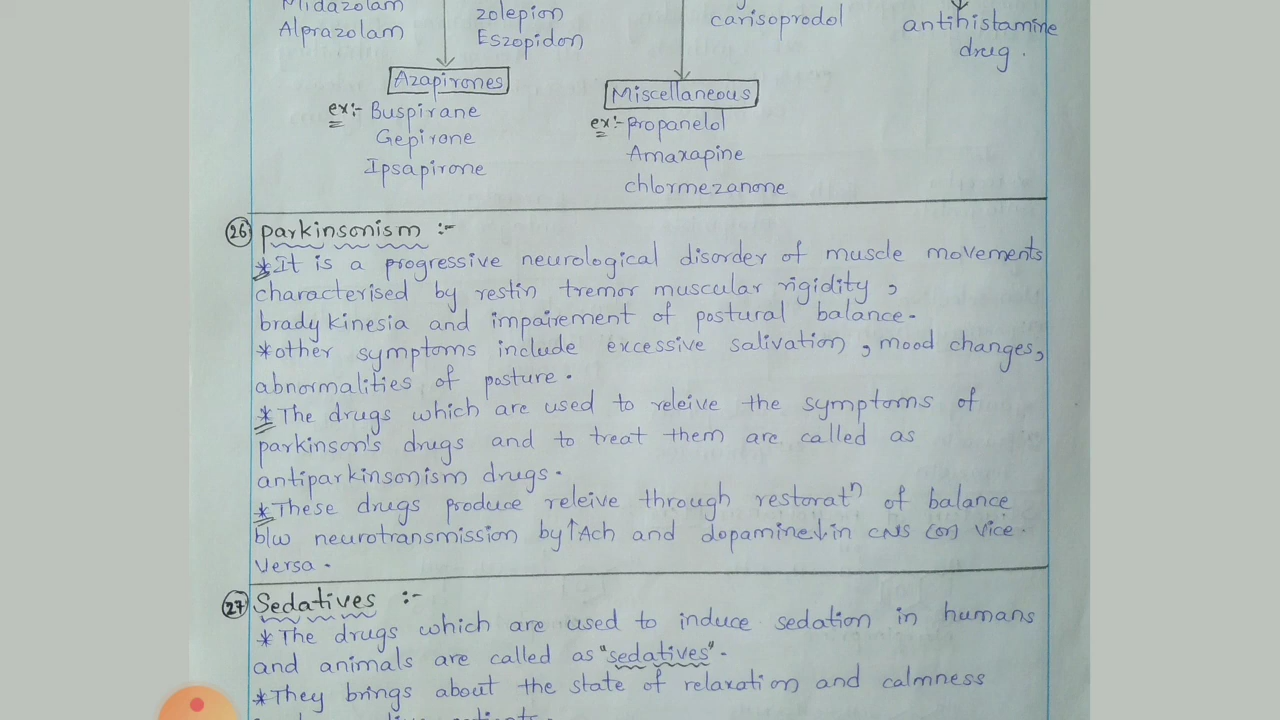 Midazolam
Alprazolam
zolepion
Eszopidon
carisoprodol
antihistamine
drug.
Azapirones
ex:- Buspirane
Gepirone
Ipsapirone
Miscellaneous
ex:- Propanelol
Amaxapine
chlormezanone
26 parkinsonism :-
*It is a progressive neurological disorder of muscle movements
characterised by restin tremor muscular rigidity ,
bradykinesia and impairement of postural balance.
*other symptoms include excessive salivation , mood changes,
abnormalities of posture.
*The drugs which are used to releive the symptoms of
parkinson's drugs and to treat them are called as
antiparkinsonism drugs.
*These drugs produce releive through restoratⁿ of balance
b/w neurotransmission by ↑Ach and dopamine↓in CNS (or) Vice
Versa.
27 Sedatives :-
*The drugs which are used to induce sedation in humans
and animals are called as "sedatives".
*They brings about the state of relaxation and calmness